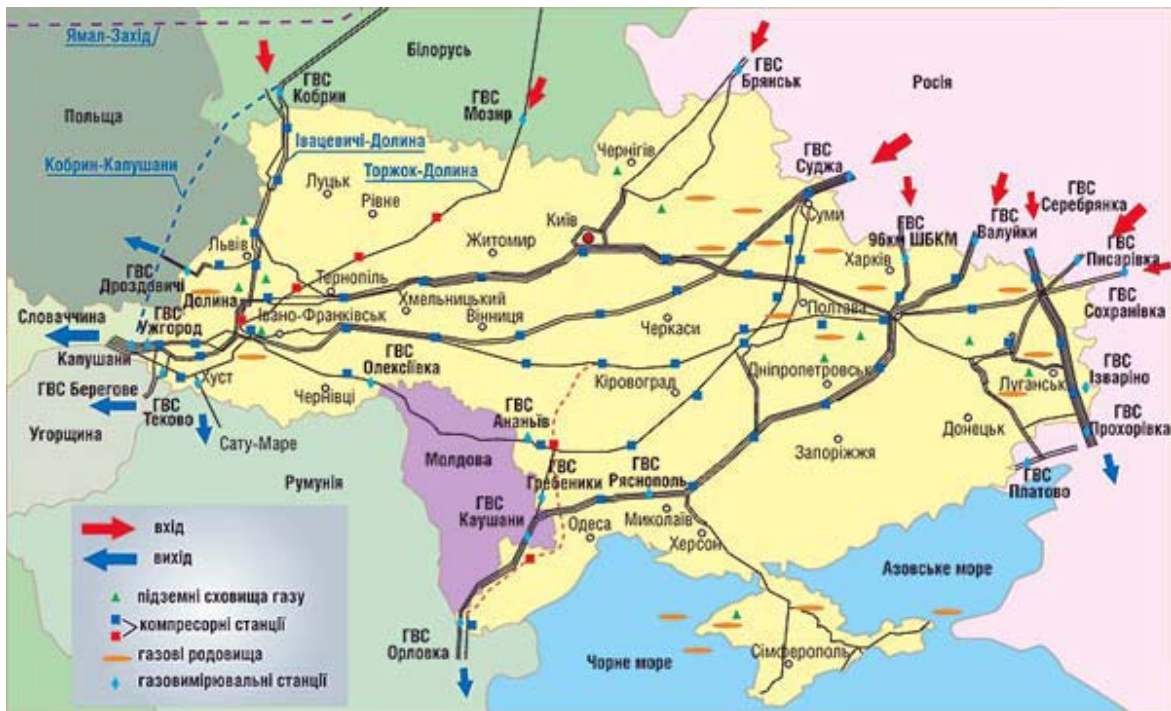 Ямал-Захід
Білорусь
ГВС
Брянськ
Росія
ГВС
Кобрин
ГВС
Мозир
Польща
Івацевичі-Долина
Чернігів
ГВС
Суджа
Кобрин-Капушани
Луцьк
Торжок-Долина
Рівне
Суми
ГВС
Серебрянка
Київ
ГВС
96км ШБКМ
ГВС
Валуйки
Львів
Житомир
Харків
ГВС
Писарівка
ГВС
Дроздовичі
Тернопіль
Долина
Хмельницький
Полтава
ГВС
Сохранівка
Словаччина
ГВС
Ужгород
Івано-Франківськ
Вінниця
Черкаси
Капушани
ГВС
Олексіївка
Хуст
Кіровоград
Дніпропетровськ
Луганськ
ГВС
Ізваріно
ГВС Берегове
Чернівці
ГВС
Теково
ГВС
Ананьїв
Донецьк
ГВС
Прохорівка
Угорщина
Сату-Маре
Молдова
Запоріжжя
Румунія
ГВС
Гребеники
ГВС
Ряснополь
ГВС
Платово
ГВС
Каушани
Одеса
Миколаїв
Херсон
вхід
вихід
Азовське море
підземні сховища газу
компресорні станції
газові родовища
газовимірювальні станції
ГВС
Орловка
Чорне море
Сімферополь